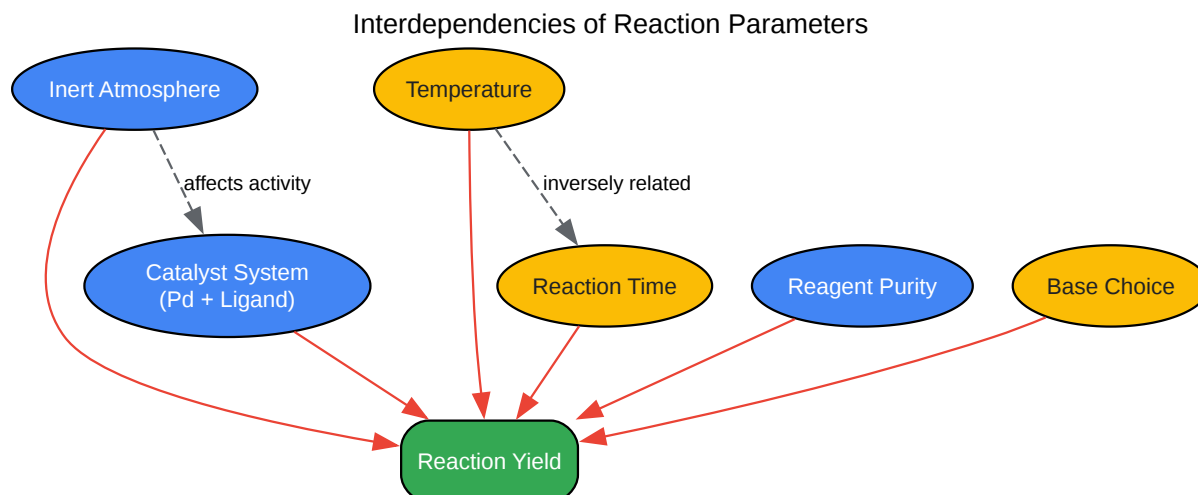 Interdependencies of Reaction Parameters
Inert Atmosphere
Temperature
affects activity
inversely related
Catalyst System
(Pd + Ligand)
Reaction Time
Reagent Purity
Base Choice
Reaction Yield